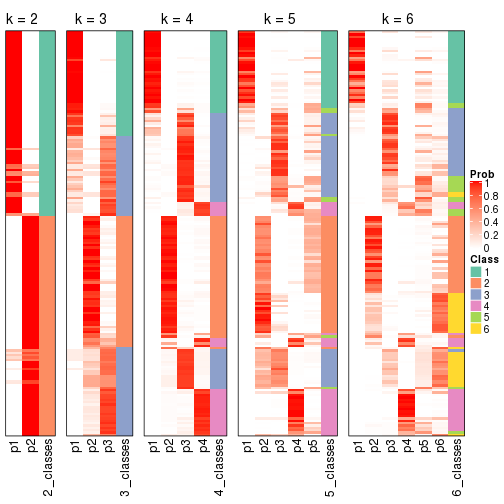 k = 2
k = 3
k = 4
k = 5
k = 6
p1
p2
2_classes
p1
p2
p3
3_classes
p1
p2
p3
p4
4_classes
p1
p2
p3
p4
p5
5_classes
p1
p2
p3
p4
p5
p6
6_classes
Prob
1
0.8
0.6
0.4
0.2
0
Class
1
2
3
4
5
6